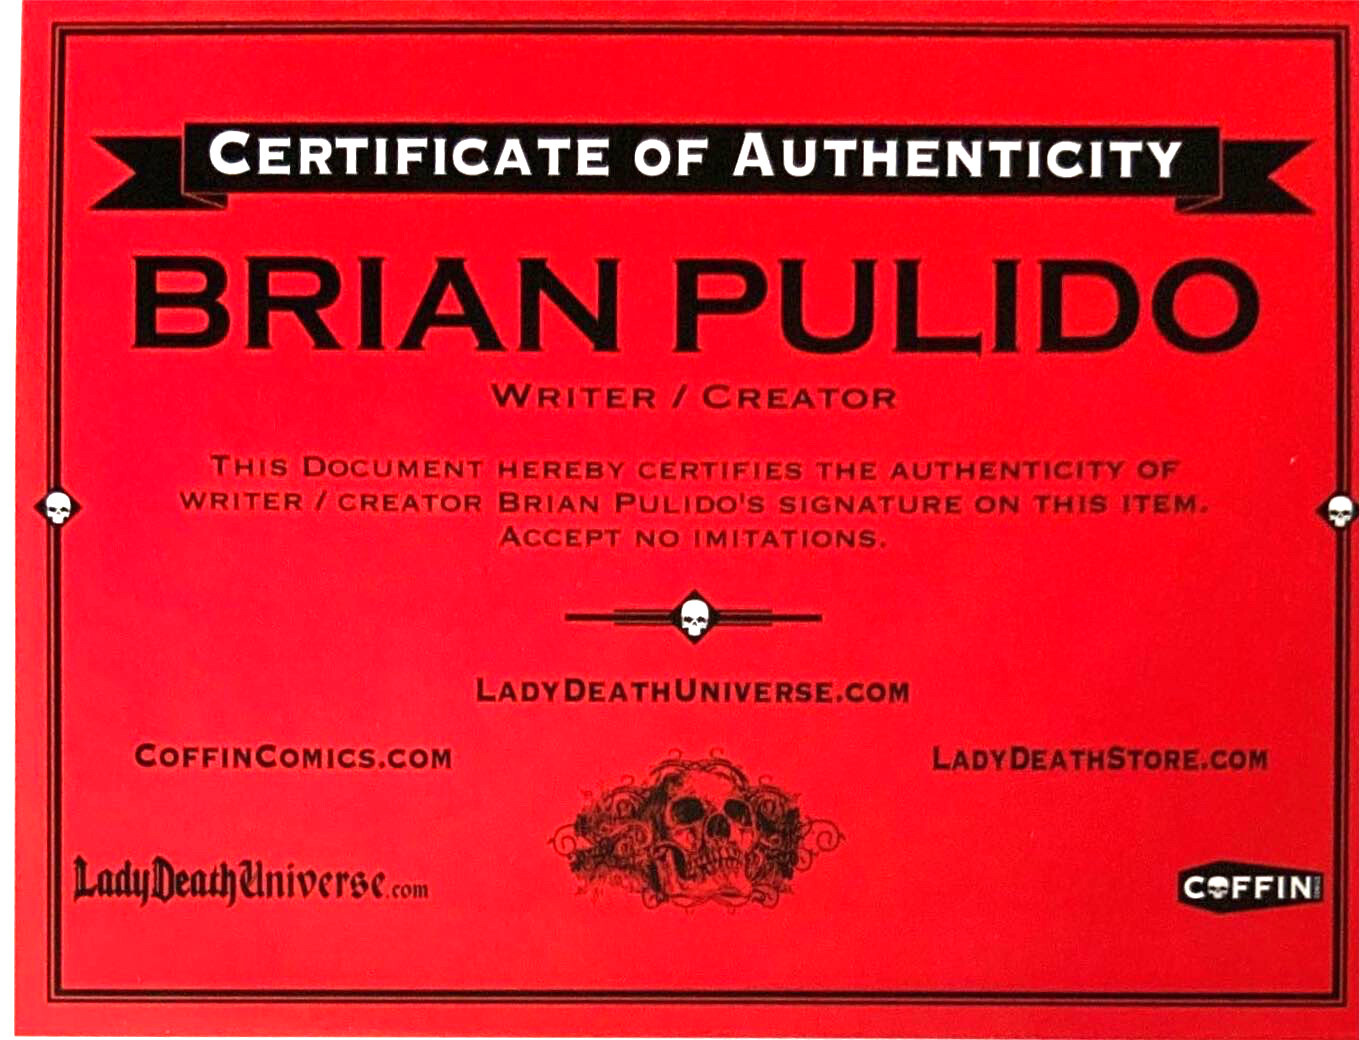 CERTIFICATE OF AUTHENTICITY
BRIAN PULIDO
WRITER / CREATOR
THIS DOCUMENT HEREBY CERTIFIES THE AUTHENTICITY OF
WRITER / CREATOR BRIAN PULIDO'S SIGNATURE ON THIS ITEM.
ACCEPT NO IMITATIONS.
LADYDEATHUNIVERSE.COM
COFFINCOMICS.COM
LADYDEATHSTORE.COM
LadyDeathUniverse.com
COFFIN